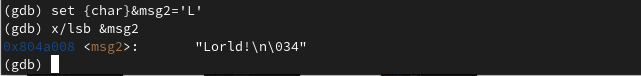 (gdb) set {char}&msg2='L'
(gdb) x/lsb &msg2
0x804a008 <msg2>: "Lorld!\n\034"
(gdb)